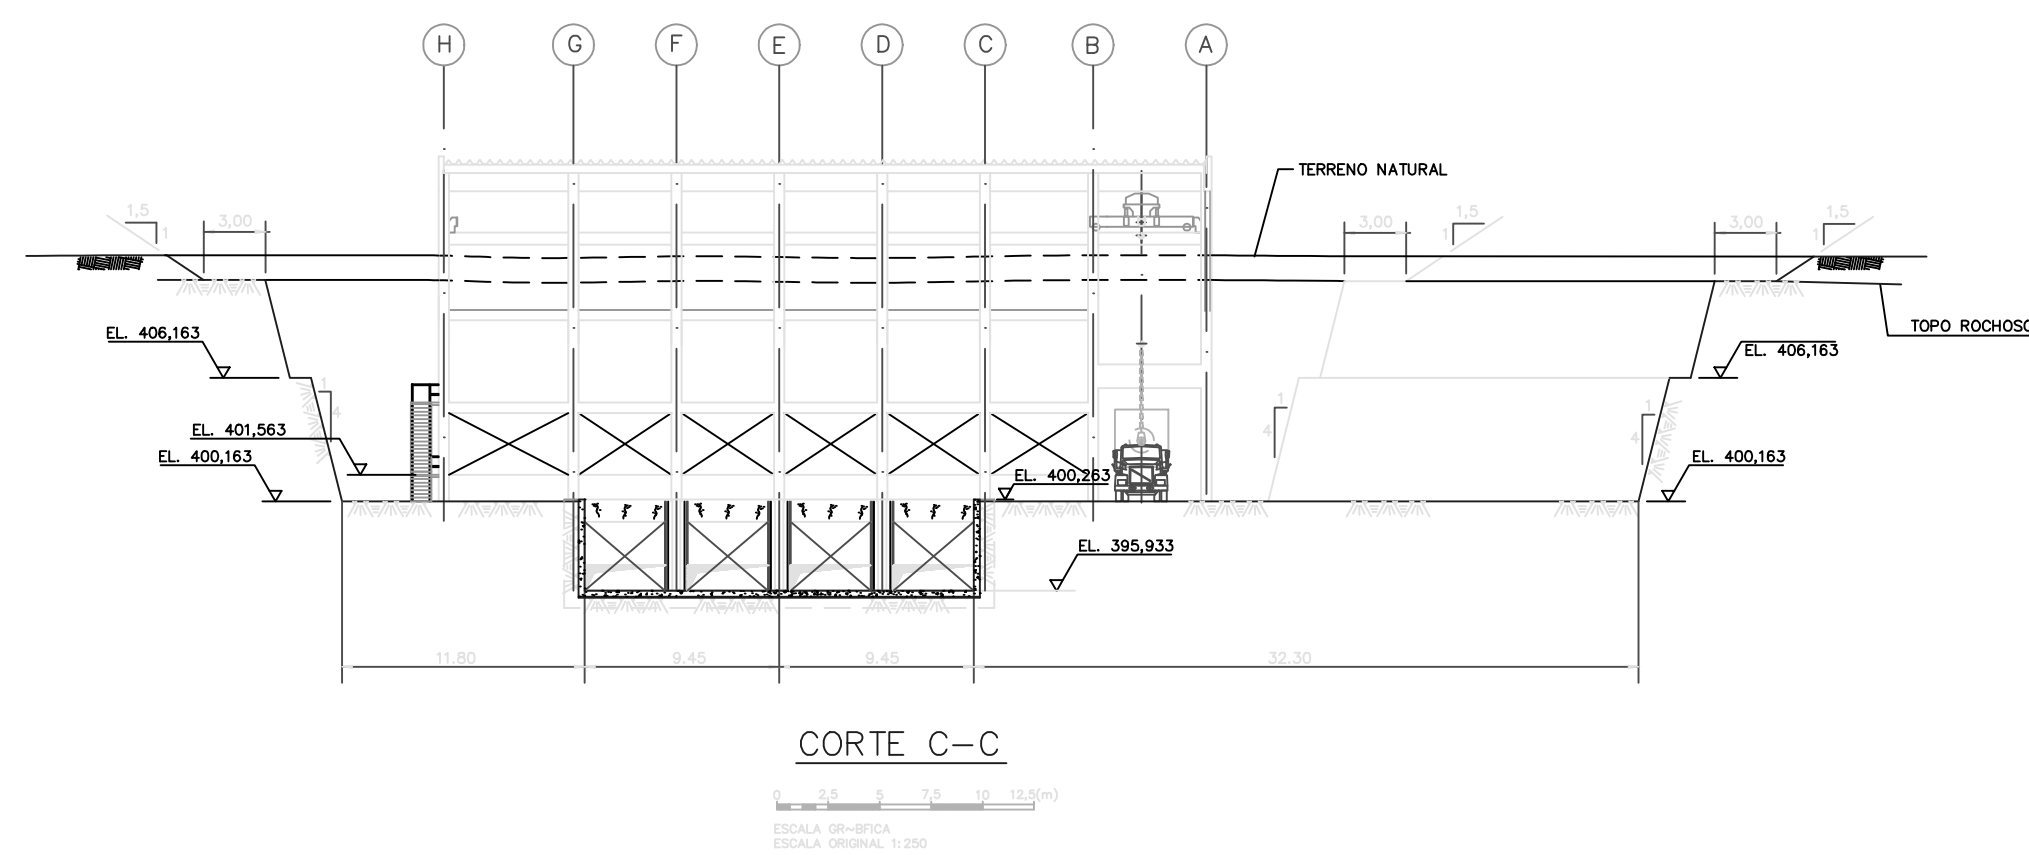 H G F E D C B A
TERRENO NATURAL
1,5
1
3,00
3,00
1,5
1
3,00
1,5
1
TOPO ROCHOSO
EL. 406,163
EL. 406,163
1
4
1
4
1
4
EL. 401,563
EL. 400,163
EL. 400,263
EL. 400,163
EL. 395,933
11.80
9.45
9.45
32.30
CORTE C-C
0 2,5 5 7,5 10 12,5(m)
ESCALA GR~BFICA
ESCALA ORIGINAL 1:250